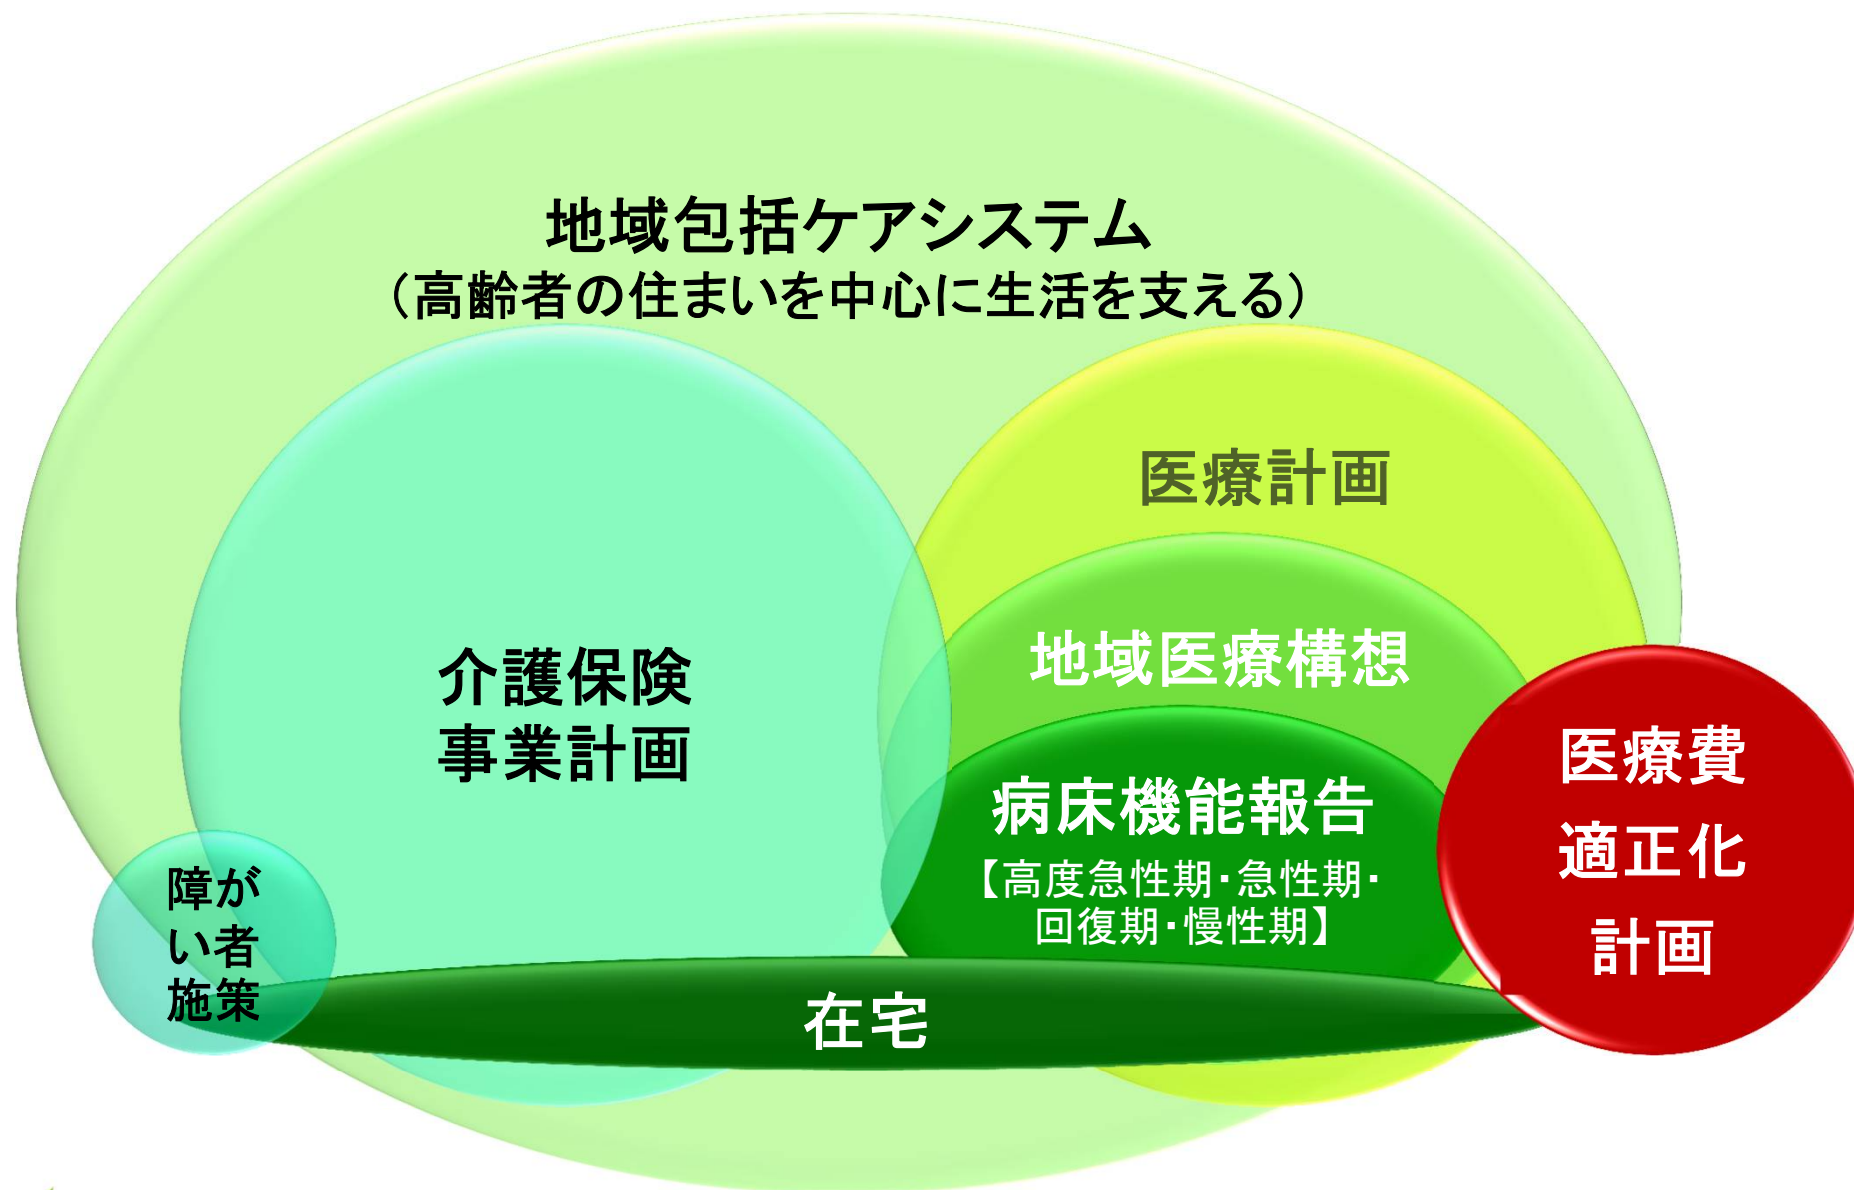 地域包括ケアシステム
（高齢者の住まいを中心に生活を支える）
医療計画
地域医療構想
介護保険
事業計画
病床機能報告
【高度急性期・急性期・
回復期・慢性期】
医療費
適正化
計画
障が
い者
施策
在宅